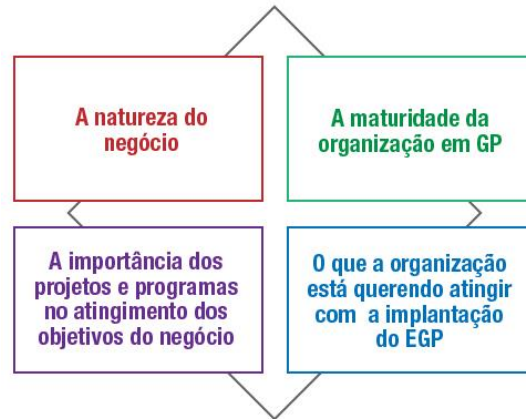 A natureza do
negócio
A maturidade da
organização em GP
A importância dos
projetos e programas
no atingimento dos
objetivos do negócio
O que a organização
está querendo atingir
com a implantação
do EGP